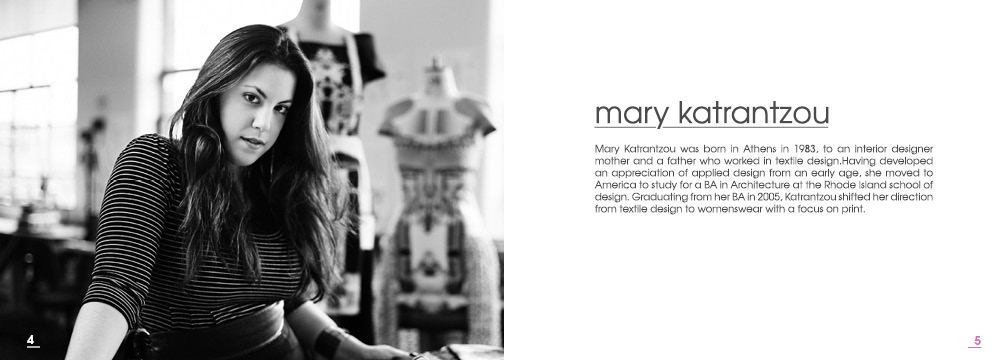 mary katrantzou
Mary Katrantzou was born in Athens in 1983, to an interior designer
mother and a father who worked in textile design.Having developed
an appreciation of applied design from an early age, she moved to
America to study for a BA in Architecture at the Rhode Island school of
design. Graduating from her BA in 2005, Katrantzou shifted her direction
from textile design to womenswear with a focus on print.
4
5